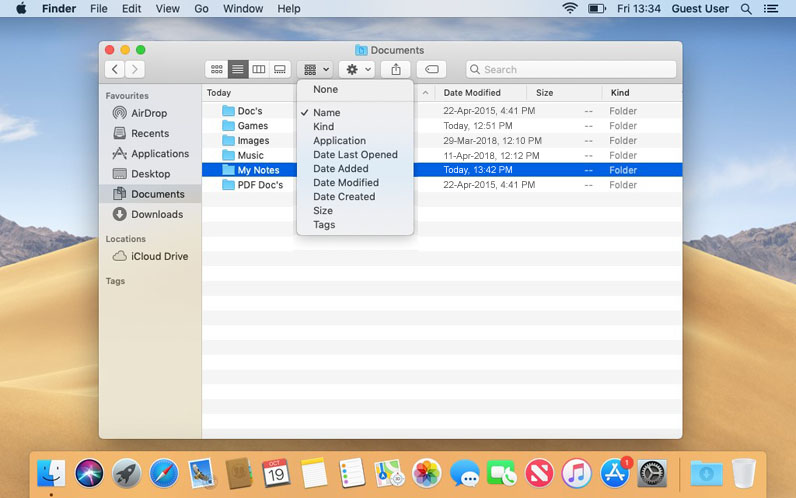 Finder File Edit View Go Window Help Fri 13:34 Guest User
Documents
Search
Favourites
AirDrop
Recents
Applications
Desktop
Documents
Downloads
Locations
iCloud Drive
Tags
Today Date Modified Size Kind
Doc's 22-Apr-2015, 4:41 PM -- Folder
Games Today, 12:51 PM -- Folder
Images 29-Mar-2018, 12:10 PM -- Folder
Music 11-Apr-2018, 12:12 PM -- Folder
My Notes Today, 13:42 PM -- Folder
PDF Doc's 22-Apr-2015, 4:41 PM -- Folder
None
✓ Name
Kind
Application
Date Last Opened
Date Added
Date Modified
Date Created
Size
Tags
OCT
19
1